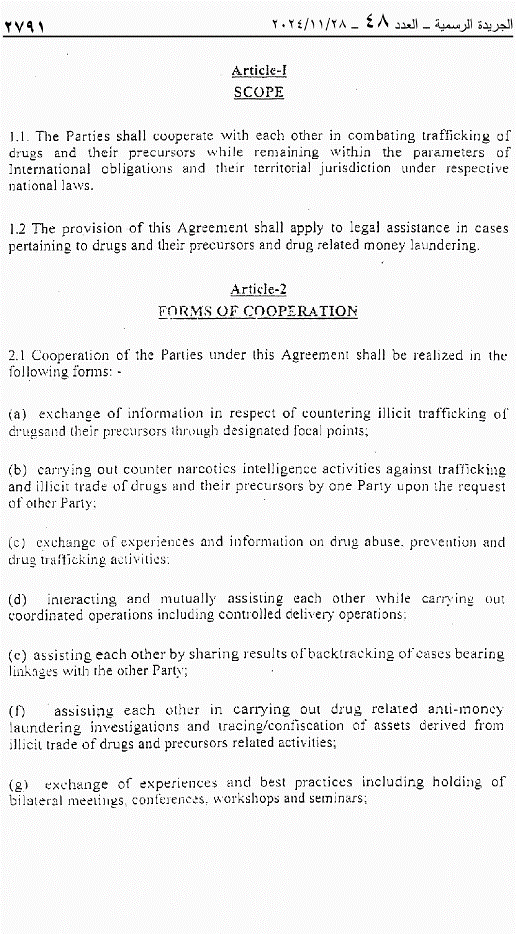 الجريدة الرسمية – العدد ٤٨ – ٢٠٢٤/١١/٢٨
٢٧٩١
Article-I
SCOPE
1.1. The Parties shall cooperate with each other in combating trafficking of
drugs and their precursors while remaining within the parameters of
International obligations and their territorial jurisdiction under respective
national laws.
1.2 The provision of this Agreement shall apply to legal assistance in cases
pertaining to drugs and their precursors and drug related money laundering.
Article-2
FORMS OF COOPERATION
2.1 Cooperation of the Parties under this Agreement shall be realized in the
following forms: -
(a) exchange of information in respect of countering illicit trafficking of
drugsand their precursors through designated focal points;
(b) carrying out counter narcotics intelligence activities against trafficking
and illicit trade of drugs and their precursors by one Party upon the request
of other Party;
(c) exchange of experiences and information on drug abuse, prevention and
drug trafficking activities;
(d) interacting and mutually assisting each other while carrying out
coordinated operations including controlled delivery operations;
(e) assisting each other by sharing results of backtracking of cases bearing
linkages with the other Party;
(f) assisting each other in carrying out drug related anti-money
laundering investigations and tracing/confiscation of assets derived from
illicit trade of drugs and precursors related activities;
(g) exchange of experiences and best practices including holding of
bilateral meetings, conferences, workshops and seminars;